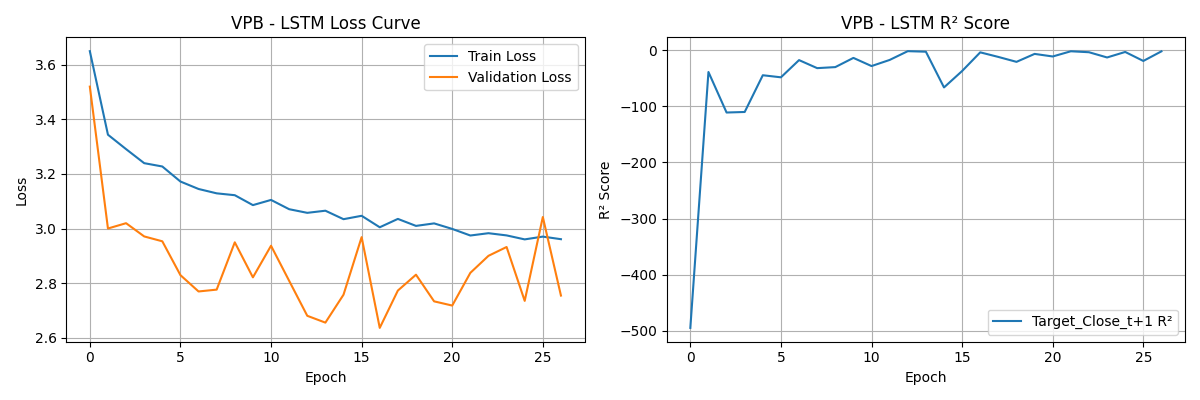 VPB - LSTM Loss Curve
Train Loss
Validation Loss
3.6
3.4
3.2
3.0
2.8
2.6
Loss
0 5 10 15 20 25
Epoch
VPB - LSTM R² Score
0
−100
−200
−300
−400
−500
R² Score
Target_Close_t+1 R²
0 5 10 15 20 25
Epoch